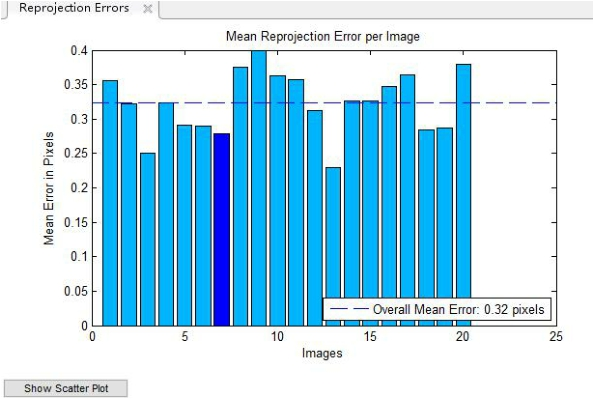 Reprojection Errors
Mean Reprojection Error per Image
0.4
0.35
0.3
0.25
0.2
0.15
0.1
0.05
0
Mean Error in Pixels
Overall Mean Error: 0.32 pixels
0 5 10 15 20 25
Images
Show Scatter Plot